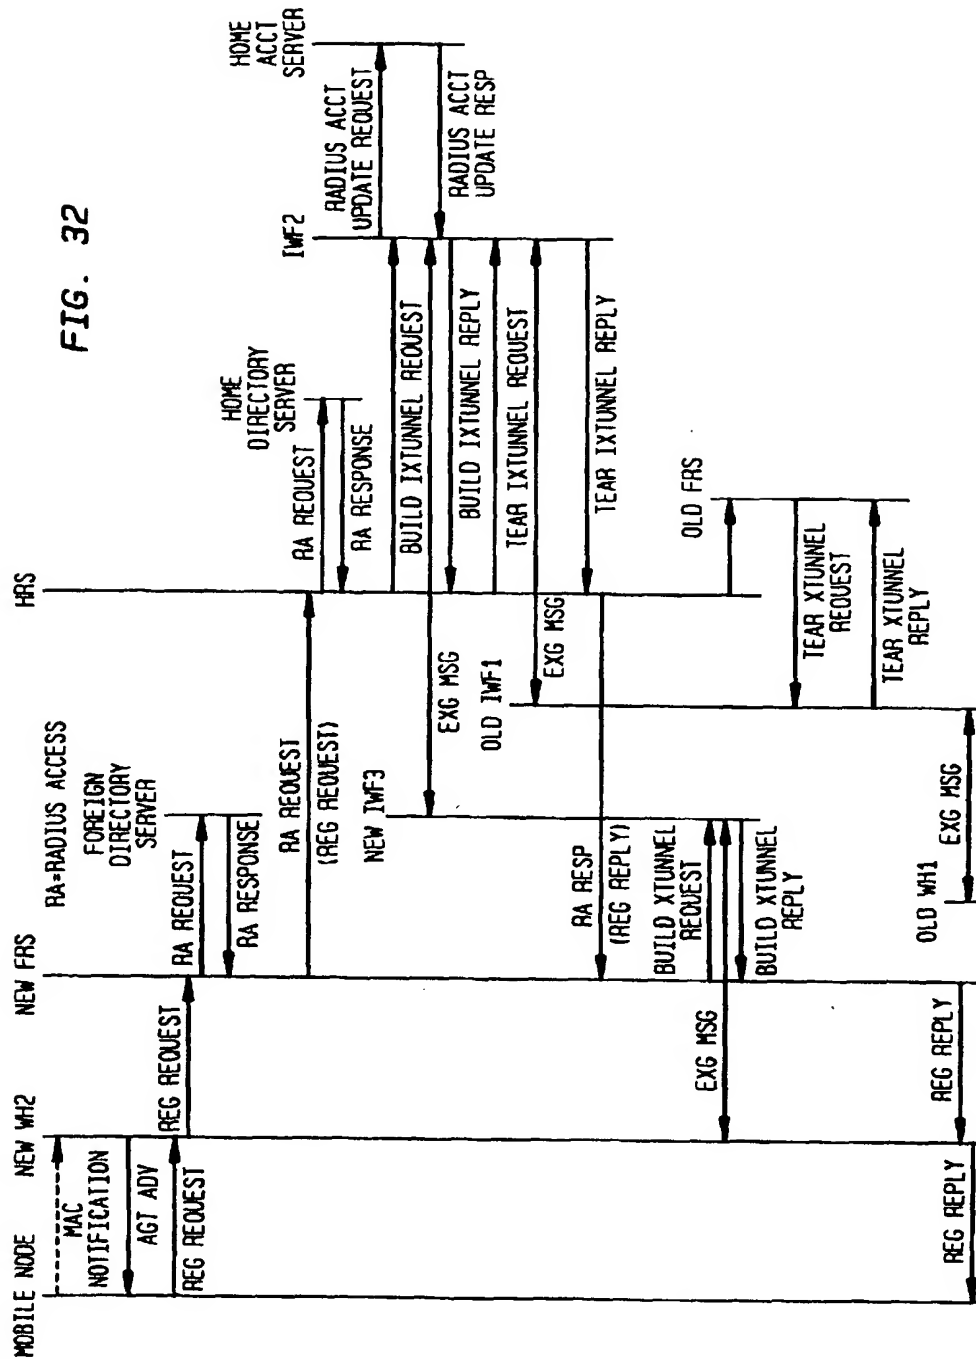 FIG. 32
MOBILE NODE
NEW WH2
NEW FRS
HRS
RA=RADIUS ACCESS
MAC
NOTIFICATION
AGT ADV
REG REQUEST
REG REQUEST
FOREIGN
DIRECTORY
SERVER
RA REQUEST
RA RESPONSE
RA REQUEST
(REG REQUEST)
HOME
DIRECTORY
SERVER
RA REQUEST
RA RESPONSE
IWF2
HOME
ACCT
SERVER
RADIUS ACCT
UPDATE REQUEST
RADIUS ACCT
UPDATE RESP
BUILD IXTUNNEL REQUEST
NEW IWF3
EXG MSG
BUILD IXTUNNEL REPLY
TEAR IXTUNNEL REQUEST
OLD IWF1
EXG MSG
TEAR IXTUNNEL REPLY
RA RESP
(REG REPLY)
BUILD XTUNNEL
REQUEST
EXG MSG
BUILD XTUNNEL
REPLY
OLD FRS
TEAR XTUNNEL
REQUEST
TEAR XTUNNEL
REPLY
OLD WH1
EXG MSG
REG REPLY
REG REPLY